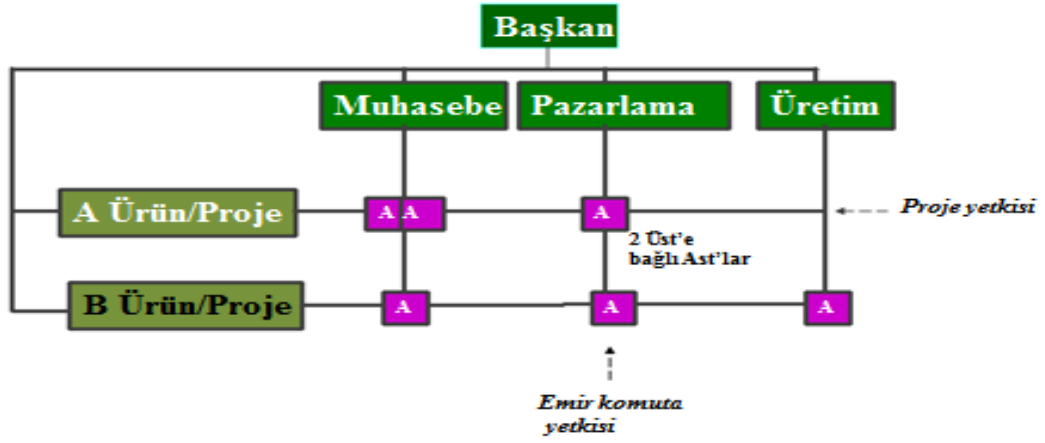 Başkan
Muhasebe Pazarlama Üretim
A Ürün/Proje A A A Proje yetkisi
2 Üst'e
bağlı Ast'lar
B Ürün/Proje A A A
Emir komuta
yetkisi